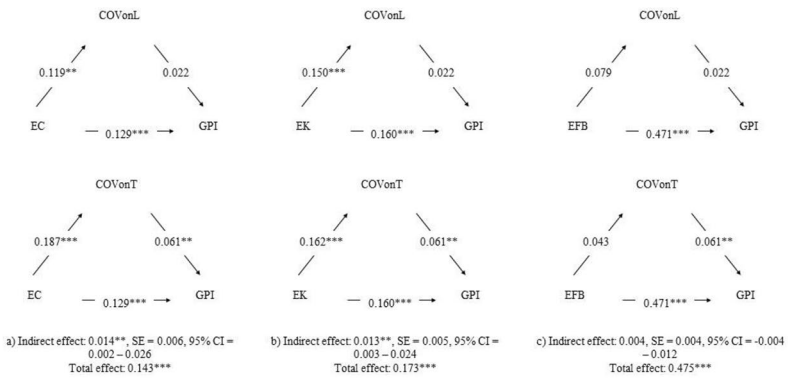 COVonL COVonL COVonL
0.119** 0.022 0.150*** 0.022 0.079 0.022
EC 0.129*** GPI EK 0.160*** GPI EFB 0.471*** GPI
COVonT COVonT COVonT
0.187*** 0.061** 0.162*** 0.061** 0.043 0.061**
EC 0.129*** GPI EK 0.160*** GPI EFB 0.471*** GPI
a) Indirect effect: 0.014**, SE = 0.006, 95% CI =
0.002 – 0.026
Total effect: 0.143***
b) Indirect effect: 0.013**, SE = 0.005, 95% CI =
0.003 – 0.024
Total effect: 0.173***
c) Indirect effect: 0.004, SE = 0.004, 95% CI = -0.004
– 0.012
Total effect: 0.475***